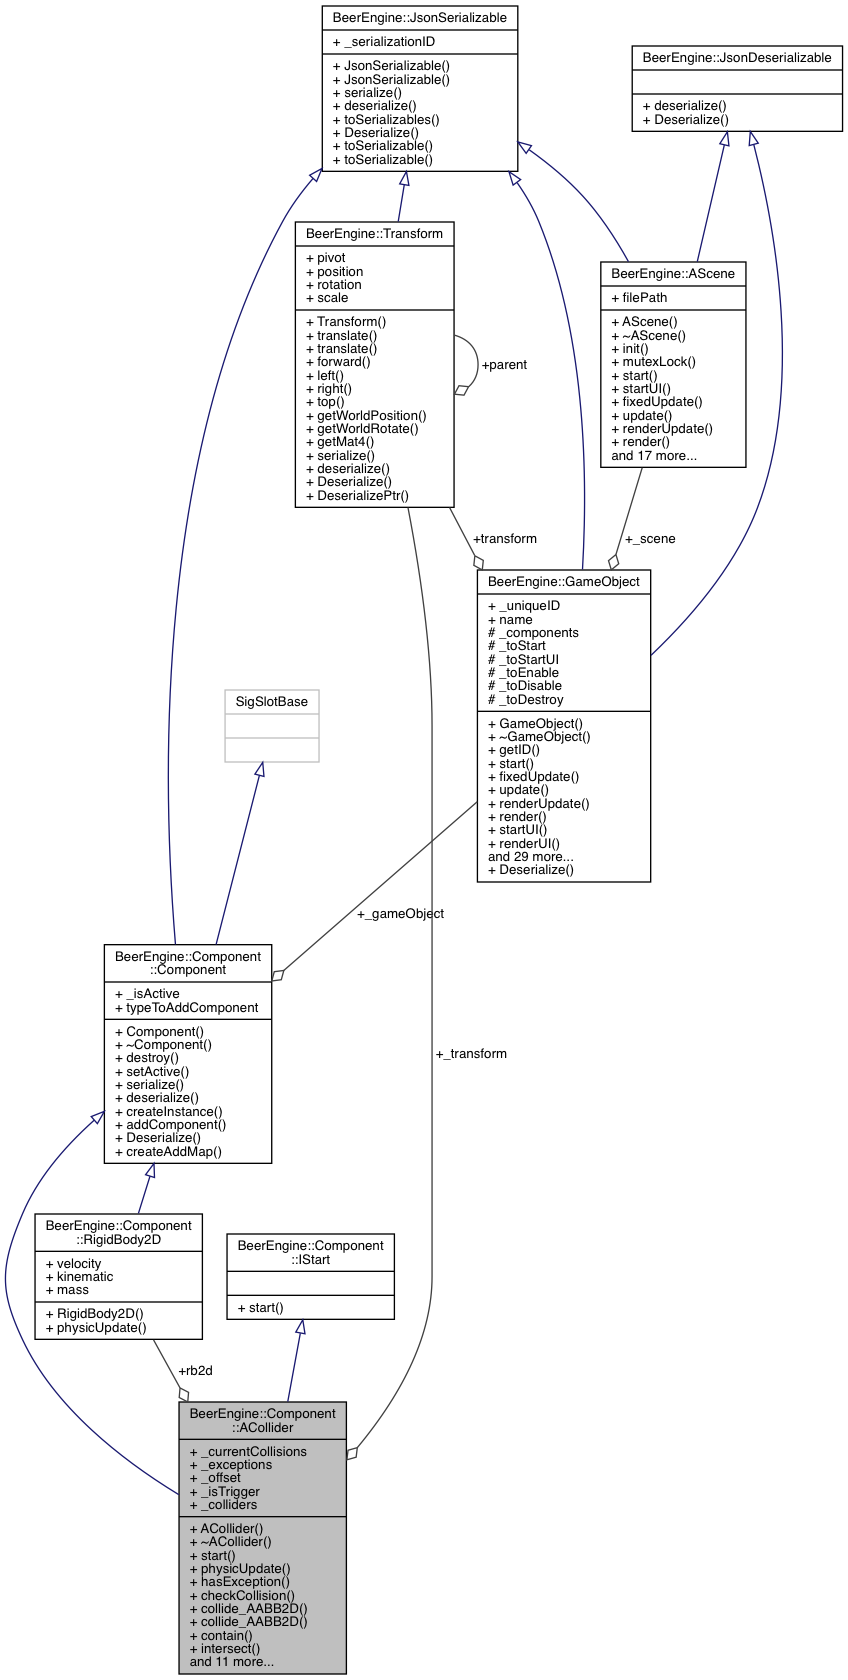 BeerEngine::JsonSerializable
+ _serializationID
+ JsonSerializable()
+ JsonSerializable()
+ serialize()
+ deserialize()
+ toSerializables()
+ Deserialize()
+ toSerializable()
+ toSerializable()
BeerEngine::JsonDeserializable
+ deserialize()
+ Deserialize()
BeerEngine::Transform
+ pivot
+ position
+ rotation
+ scale
+ Transform()
+ translate()
+ translate()
+ forward()
+ left()
+ right()
+ top()
+ getWorldPosition()
+ getWorldRotate()
+ getMat4()
+ serialize()
+ deserialize()
+ Deserialize()
+ DeserializePtr()
+parent
BeerEngine::AScene
+ filePath
+ AScene()
+ ~AScene()
+ init()
+ mutexLock()
+ start()
+ startUI()
+ fixedUpdate()
+ update()
+ renderUpdate()
+ render()
and 17 more...
+transform
+_scene
BeerEngine::GameObject
+ _uniqueID
+ name
# _components
# _toStart
# _toStartUI
# _toEnable
# _toDisable
# _toDestroy
+ GameObject()
+ ~GameObject()
+ getID()
+ start()
+ fixedUpdate()
+ update()
+ renderUpdate()
+ render()
+ startUI()
+ renderUI()
and 29 more...
+ Deserialize()
SigSlotBase
+_gameObject
BeerEngine::Component
::Component
+ _isActive
+ typeToAddComponent
+ Component()
+ ~Component()
+ destroy()
+ setActive()
+ serialize()
+ deserialize()
+ createInstance()
+ addComponent()
+ Deserialize()
+ createAddMap()
+_transform
BeerEngine::Component
::RigidBody2D
+ velocity
+ kinematic
+ mass
+ RigidBody2D()
+ physicUpdate()
BeerEngine::Component
::IStart
+ start()
+rb2d
BeerEngine::Component
::ACollider
+ _currentCollisions
+ _exceptions
+ _offset
+ _isTrigger
+ _colliders
+ ACollider()
+ ~ACollider()
+ start()
+ physicUpdate()
+ hasException()
+ checkCollision()
+ collide_AABB2D()
+ collide_AABB2D()
+ contain()
+ intersect()
and 11 more...